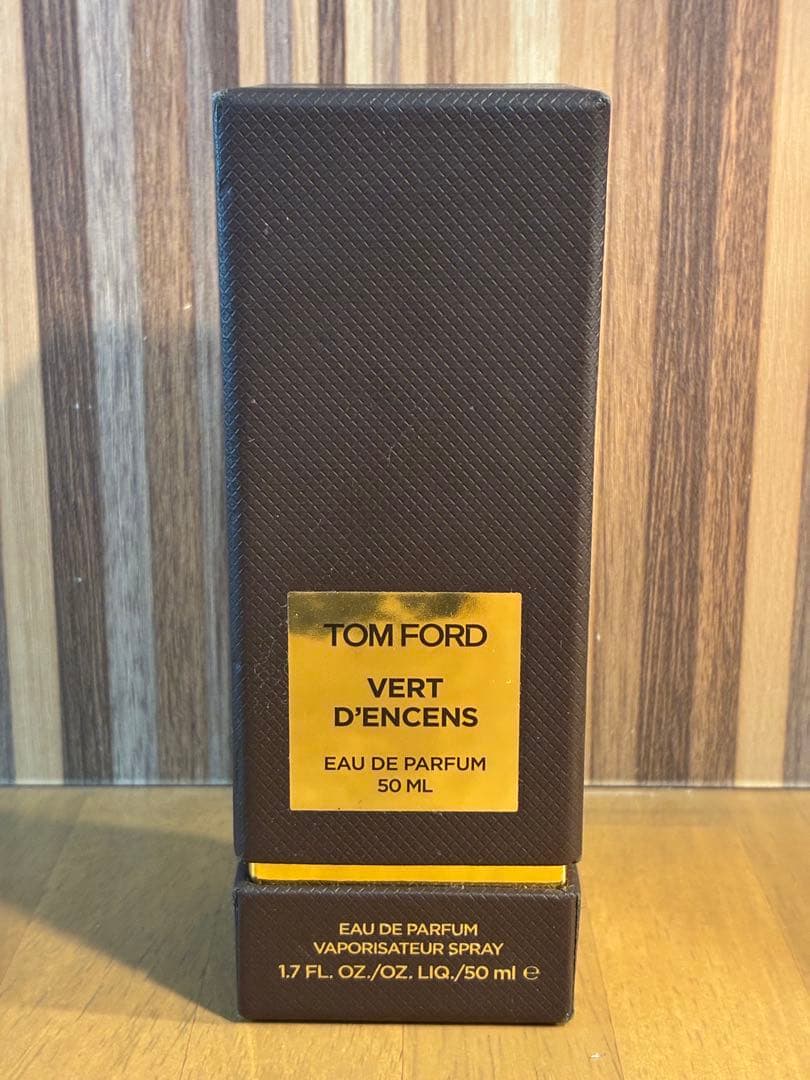 TOM FORD
VERT
D'ENCENS
EAU DE PARFUM
50 ML
EAU DE PARFUM
VAPORISATEUR SPRAY
1.7 FL. OZ./OZ. LIQ./50 ml ℮